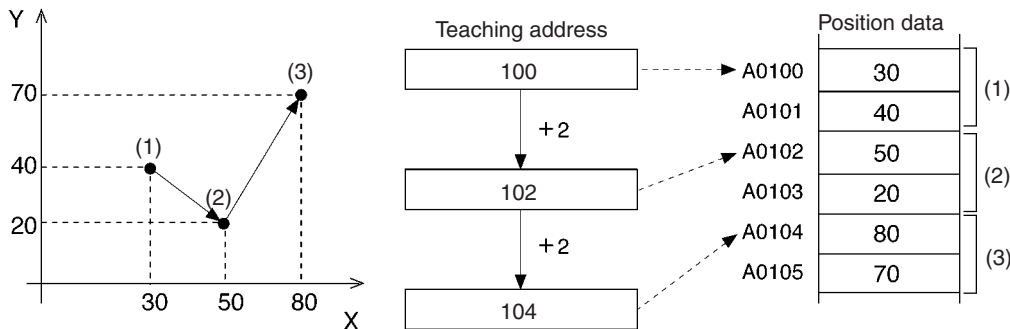 Y
70
40
20
(1)
(2)
(3)
30 50 80
X
Teaching address
100
+2
102
+2
104
Position data
A0100 30
A0101 40
(1)
A0102 50
A0103 20
(2)
A0104 80
A0105 70
(3)